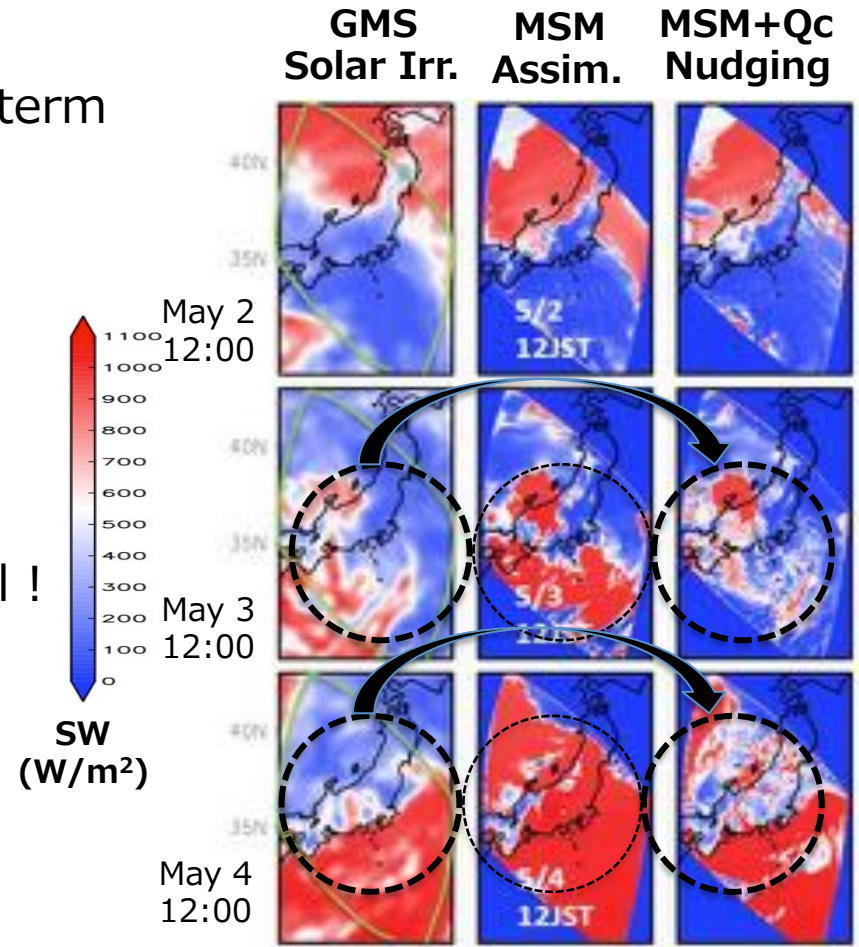 GMS
Solar Irr.
MSM
Assim.
MSM+Qc
Nudging
term
40N
35N
May 2
12:00
5/2
12JST
1100
1000
900
800
700
600
500
400
300
200
100
0
SW
(W/m²)
l !
40N
35N
May 3
12:00
5/3
12JST
40N
35N
May 4
12:00
5/4
12JST